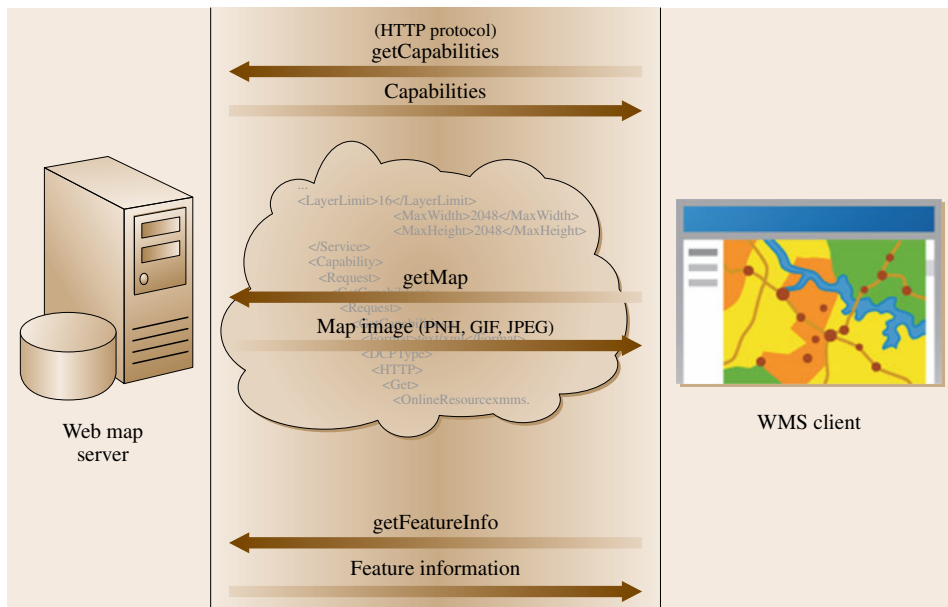 (HTTP protocol)
getCapabilities
Capabilities
...
<LayerLimit>16</LayerLimit>
<MaxWidth>2048</MaxWidth>
<MaxHeight>2048</MaxHeight>
</Service>
<Capability>
<Request>
getMap
<Request>
Map image (PNH, GIF, JPEG)
<DCPType>
<HTTP>
<Get>
<OnlineResourcexmms.
Web map
server
WMS client
getFeatureInfo
Feature information